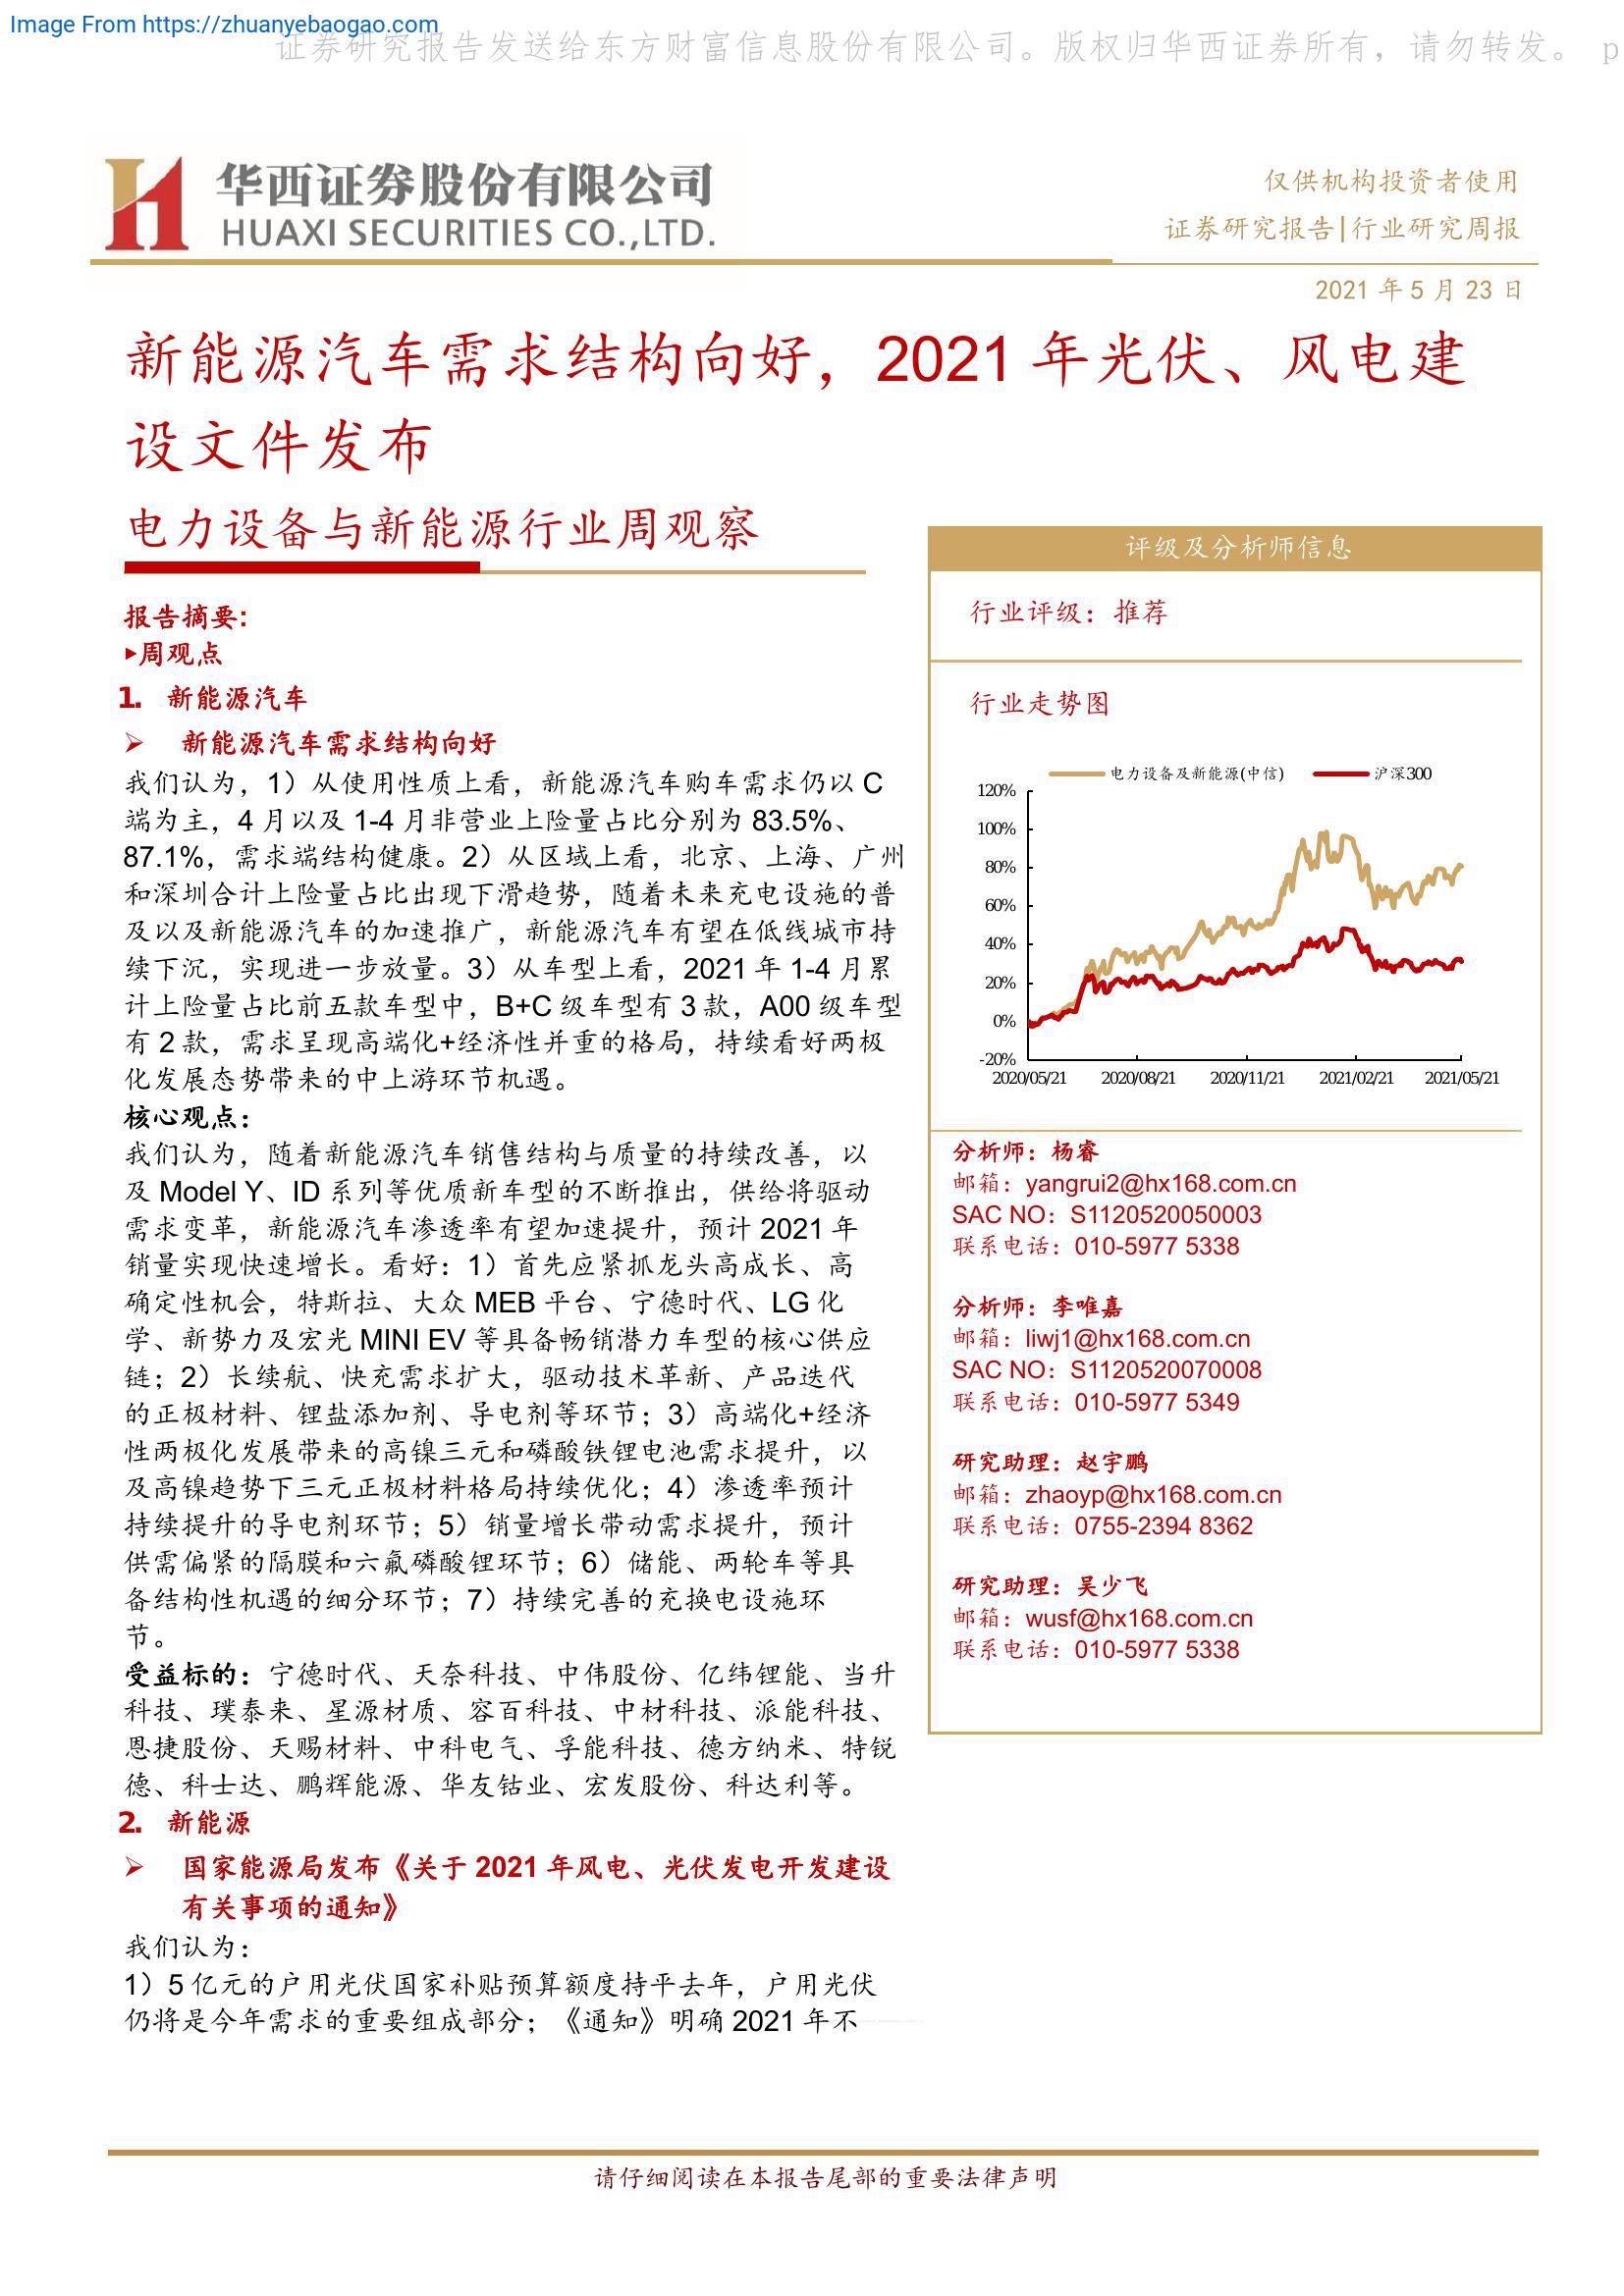 Image From https://zhuanyebaogao.com
证券研究报告发送给东方财富信息股份有限公司。版权归华西证券所有，请勿转发。 p
华西证券股份有限公司
HUAXI SECURITIES CO.,LTD.
仅供机构投资者使用
证券研究报告|行业研究周报
2021 年 5 月 23 日
新能源汽车需求结构向好，2021 年光伏、风电建
设文件发布
电力设备与新能源行业周观察
报告摘要:
▸周观点
1. 新能源汽车
➢ 新能源汽车需求结构向好
我们认为，1）从使用性质上看，新能源汽车购车需求仍以 C
端为主，4 月以及 1-4 月非营业上险量占比分别为 83.5%、
87.1%，需求端结构健康。2）从区域上看，北京、上海、广州
和深圳合计上险量占比出现下滑趋势，随着未来充电设施的普
及以及新能源汽车的加速推广，新能源汽车有望在低线城市持
续下沉，实现进一步放量。3）从车型上看，2021 年 1-4 月累
计上险量占比前五款车型中，B+C 级车型有 3 款，A00 级车型
有 2 款，需求呈现高端化+经济性并重的格局，持续看好两极
化发展态势带来的中上游环节机遇。
核心观点：
我们认为，随着新能源汽车销售结构与质量的持续改善，以
及 Model Y、ID 系列等优质新车型的不断推出，供给将驱动
需求变革，新能源汽车渗透率有望加速提升，预计 2021 年
销量实现快速增长。看好：1）首先应紧抓龙头高成长、高
确定性机会，特斯拉、大众 MEB 平台、宁德时代、LG 化
学、新势力及宏光 MINI EV 等具备畅销潜力车型的核心供应
链；2）长续航、快充需求扩大，驱动技术革新、产品迭代
的正极材料、锂盐添加剂、导电剂等环节；3）高端化+经济
性两极化发展带来的高镍三元和磷酸铁锂电池需求提升，以
及高镍趋势下三元正极材料格局持续优化；4）渗透率预计
持续提升的导电剂环节；5）销量增长带动需求提升，预计
供需偏紧的隔膜和六氟磷酸锂环节；6）储能、两轮车等具
备结构性机遇的细分环节；7）持续完善的充换电设施环
节。
受益标的：宁德时代、天奈科技、中伟股份、亿纬锂能、当升
科技、璞泰来、星源材质、容百科技、中材科技、派能科技、
恩捷股份、天赐材料、中科电气、孚能科技、德方纳米、特锐
德、科士达、鹏辉能源、华友钴业、宏发股份、科达利等。
2. 新能源
➢ 国家能源局发布《关于 2021 年风电、光伏发电开发建设
有关事项的通知》
我们认为：
1）5 亿元的户用光伏国家补贴预算额度持平去年，户用光伏
仍将是今年需求的重要组成部分；《通知》明确 2021 年不
评级及分析师信息
行业评级：推荐
行业走势图
电力设备及新能源(中信) 沪深300
120%
100%
80%
60%
40%
20%
0%
-20%
2020/05/21 2020/08/21 2020/11/21 2021/02/21 2021/05/21
分析师：杨睿
邮箱：yangrui2@hx168.com.cn
SAC NO：S1120520050003
联系电话：010-5977 5338
分析师：李唯嘉
邮箱：liwj1@hx168.com.cn
SAC NO：S1120520070008
联系电话：010-5977 5349
研究助理：赵宇鹏
邮箱：zhaoyp@hx168.com.cn
联系电话：0755-2394 8362
研究助理：吴少飞
邮箱：wusf@hx168.com.cn
联系电话：010-5977 5338
请仔细阅读在本报告尾部的重要法律声明